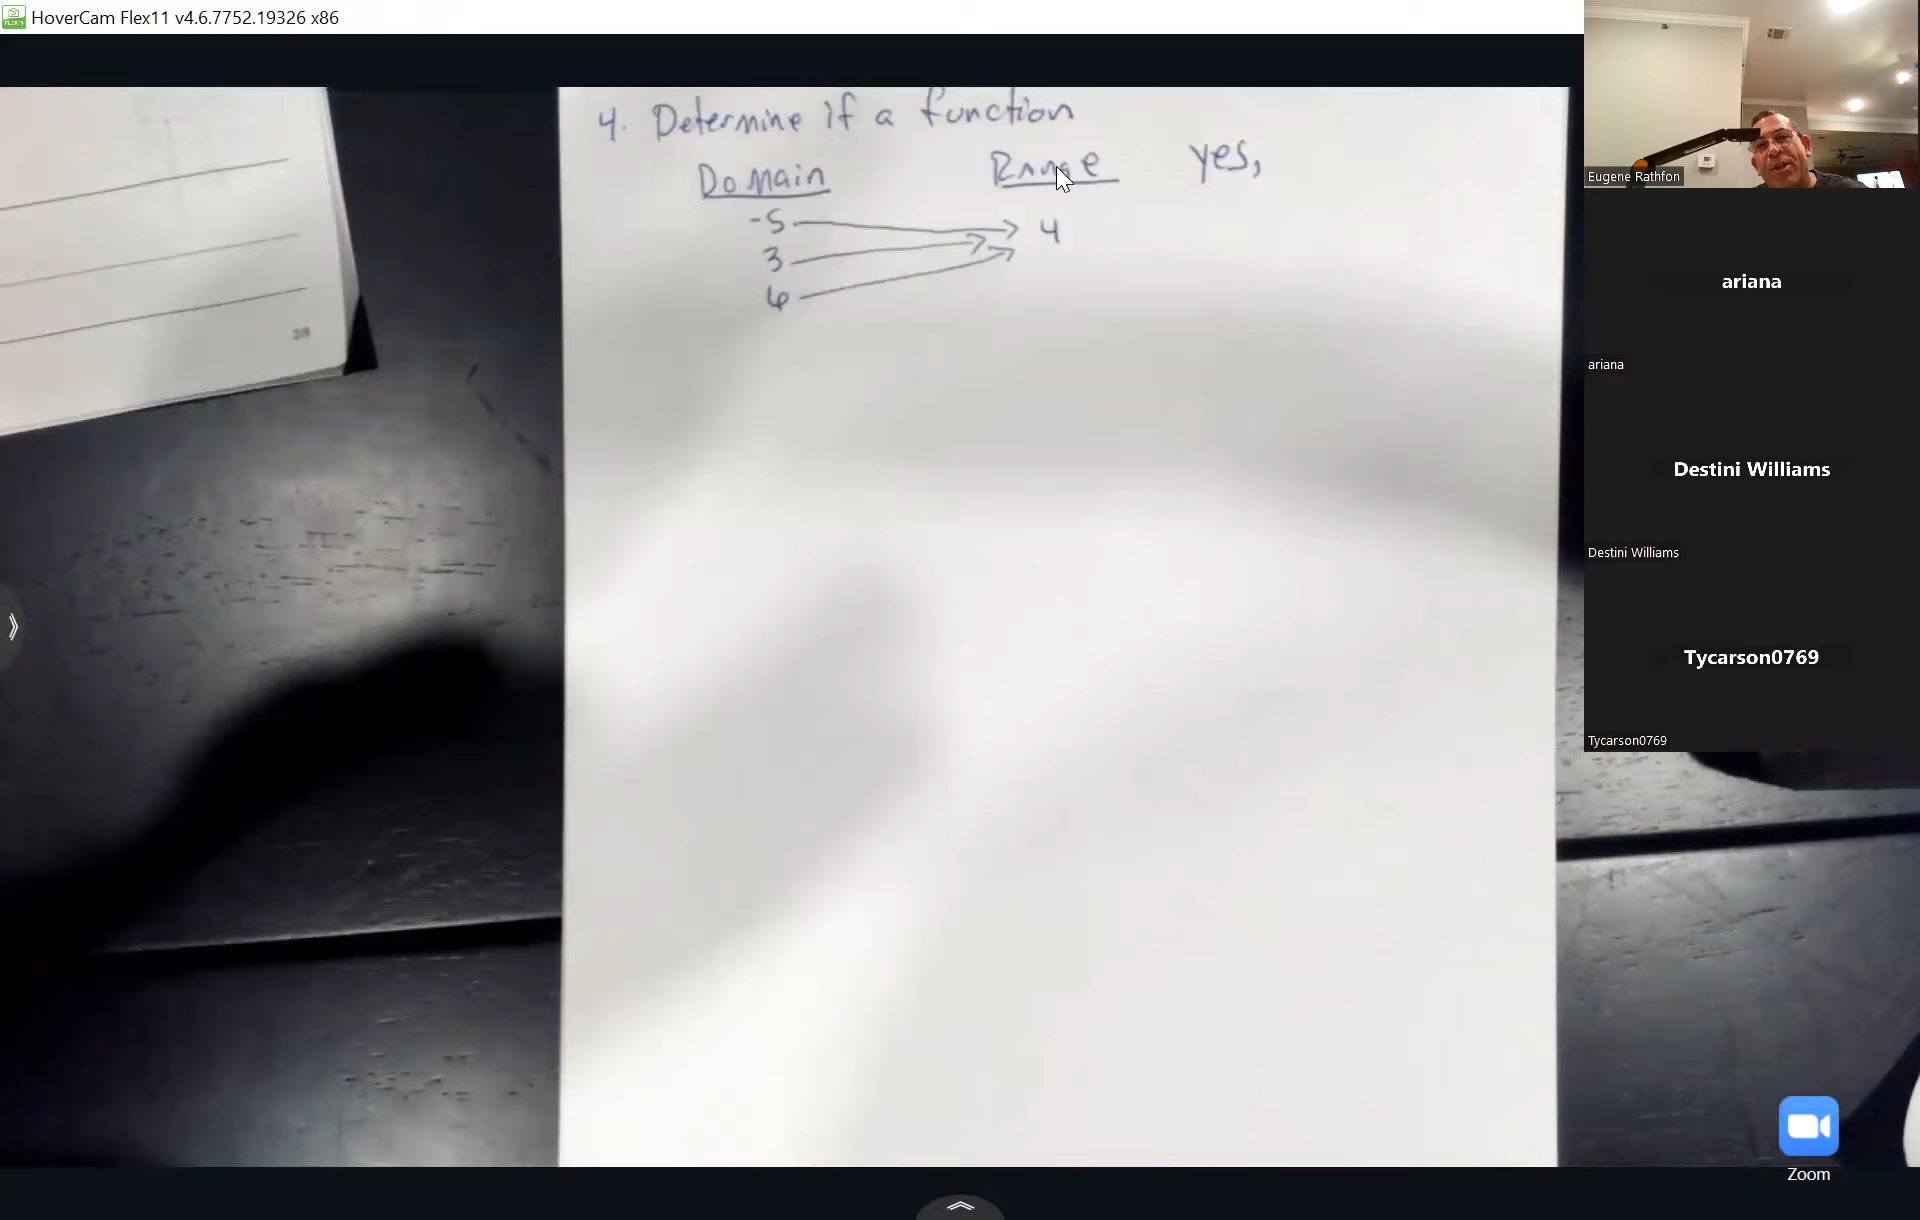 HoverCam Flex11 v4.6.7752.19326 x86
4. Determine if a function
Domain Range yes,
-5 4
3
6
28
Eugene Rathfon
ariana
ariana
Destini Williams
Destini Williams
Tycarson0769
Tycarson0769
Zoom